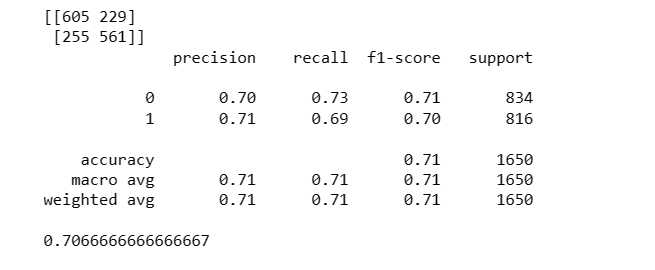 [[605 229]
[255 561]]
precision recall f1-score support
0 0.70 0.73 0.71 834
1 0.71 0.69 0.70 816
accuracy 0.71 1650
macro avg 0.71 0.71 0.71 1650
weighted avg 0.71 0.71 0.71 1650
0.7066666666666667